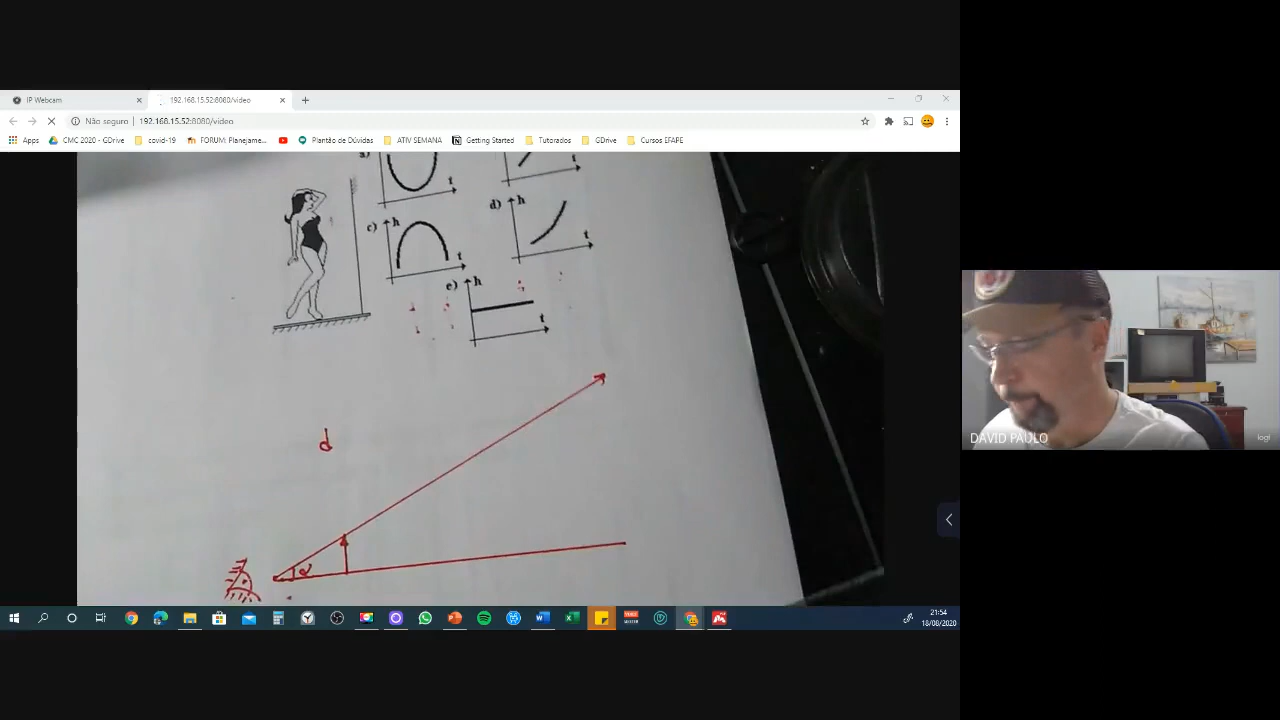 IP Webcam
192.168.15.52:8080/video
Não seguro
192.168.15.52:8080/video
Apps
CMC 2020 - GDrive
covid-19
FORUM: Planejame...
Plantão de Dúvidas
ATIV SEMANA
Getting Started
Tutorados
GDrive
Cursos EFAPE
a)
t
t
c)
h
t
d)
h
t
e)
h
t
d
α
DAVID PAULO
logi
21:54
18/08/2020